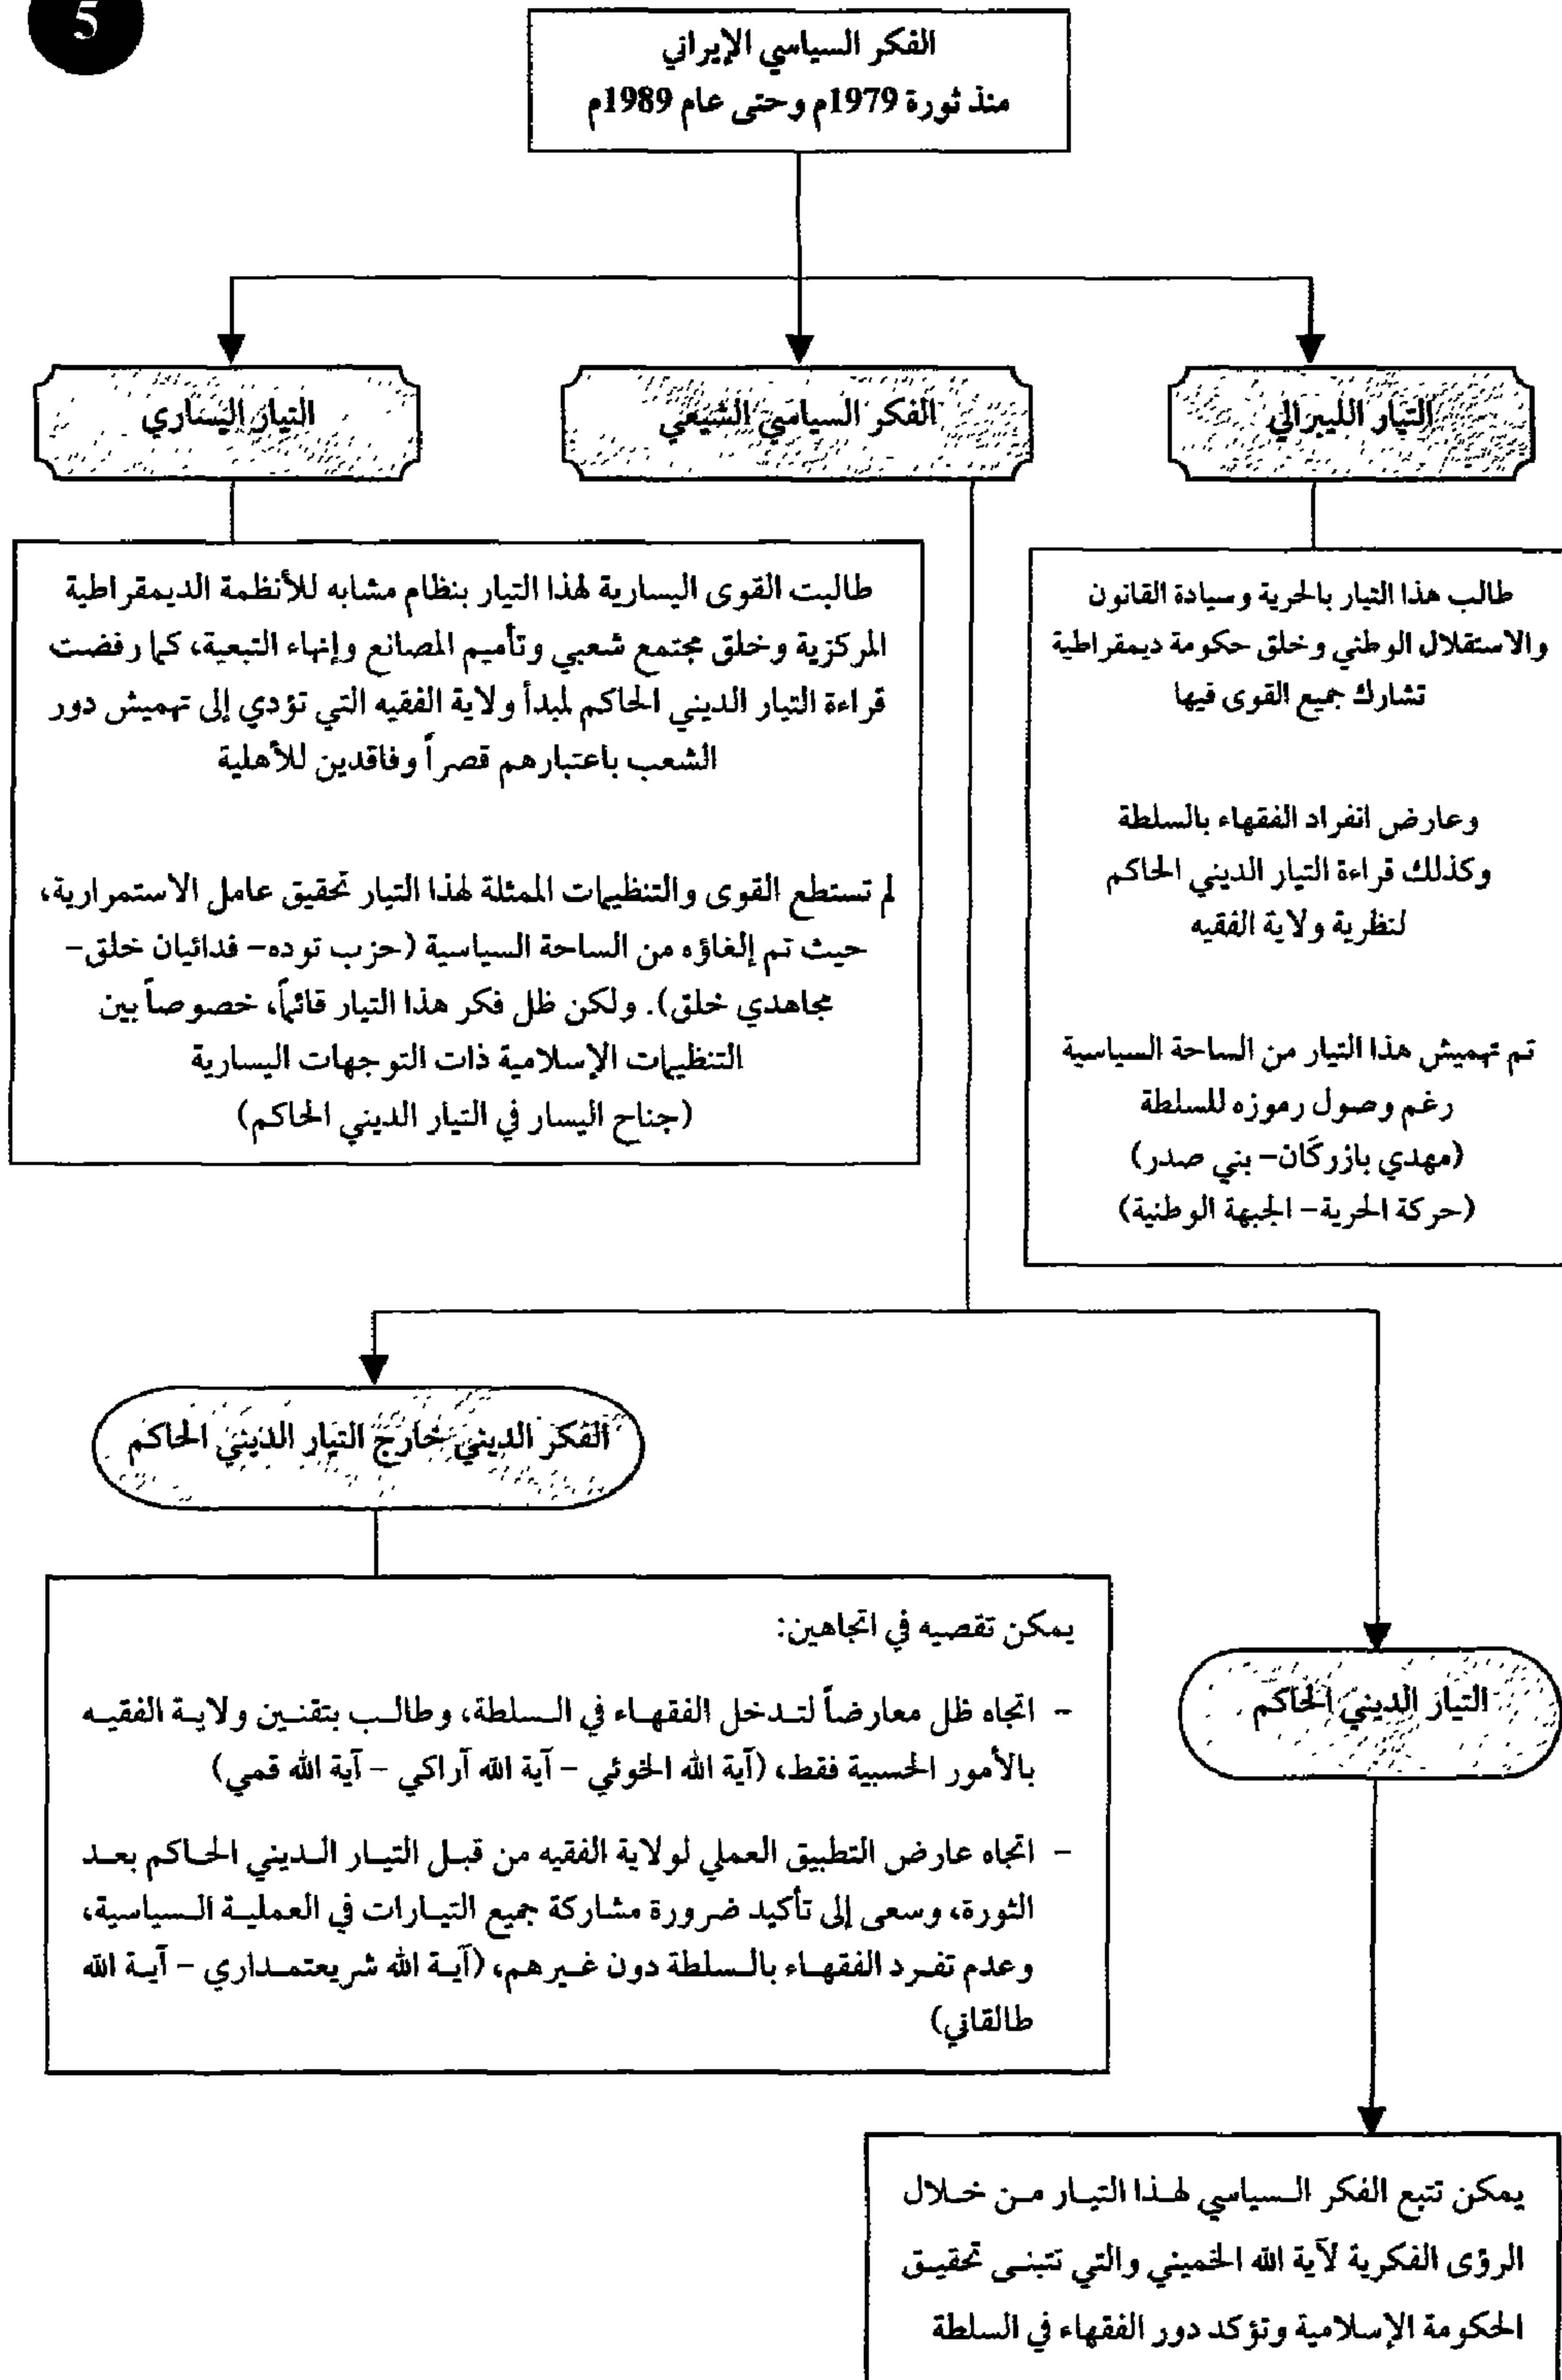 5
الفكر السياسي الإيراني
منذ ثورة 1979م وحتى عام 1989م
التيار الليبرالي
الفكر السياسي الشيعي
التيار اليساري
طالب هذا التيار بالحرية وسيادة القانون
والاستقلال الوطني وخلق حكومة ديمقراطية
تشارك جميع القوى فيها
وعارض انفراد الفقهاء بالسلطة
وكذلك قراءة التيار الديني الحاكم
لنظرية ولاية الفقيه
تم تهميش هذا التيار من الساحة السياسية
رغم وصول رموزه للسلطة
(مهدي بازرگان- بني صدر)
(حركة الحرية- الجبهة الوطنية)
طالبت القوى اليسارية لهذا التيار بنظام مشابه للأنظمة الديمقراطية
المركزية وخلق مجتمع شعبي وتأميم المصانع وإنهاء التبعية، كما رفضت
قراءة التيار الديني الحاكم لمبدأ ولاية الفقيه التي تؤدي إلى تهميش دور
الشعب باعتبارهم قصراً وفاقدين للأهلية
لم تستطع القوى والتنظيمات الممثلة لهذا التيار تحقيق عامل الاستمرارية،
حيث تم إلغاؤه من الساحة السياسية (حزب توده- فدائيان خلق-
مجاهدي خلق). ولكن ظل فكر هذا التيار قائماً، خصوصاً بين
التنظيمات الإسلامية ذات التوجهات اليسارية
(جناح اليسار في التيار الديني الحاكم)
الفكر الديني خارج التيار الديني الحاكم
يمكن تقصيه في اتجاهين:
- اتجاه ظل معارضاً لتدخل الفقهاء في السلطة، وطالب بتقنين ولاية الفقيه
بالأمور الحسبية فقط، (آية الله الخوئي - آية الله آراكي - آية الله قمي)
- اتجاه عارض التطبيق العملي لولاية الفقيه من قبل التيار الديني الحاكم بعد
الثورة، وسعى إلى تأكيد ضرورة مشاركة جميع التيارات في العملية السياسية،
وعدم تفرد الفقهاء بالسلطة دون غيرهم، (آية الله شريعتمداري - آية الله
طالقاني)
التيار الديني الحاكم
يمكن تتبع الفكر السياسي لهذا التيار من خلال
الرؤى الفكرية لآية الله الخميني والتي تتبنى تحقيق
الحكومة الإسلامية وتؤكد دور الفقهاء في السلطة